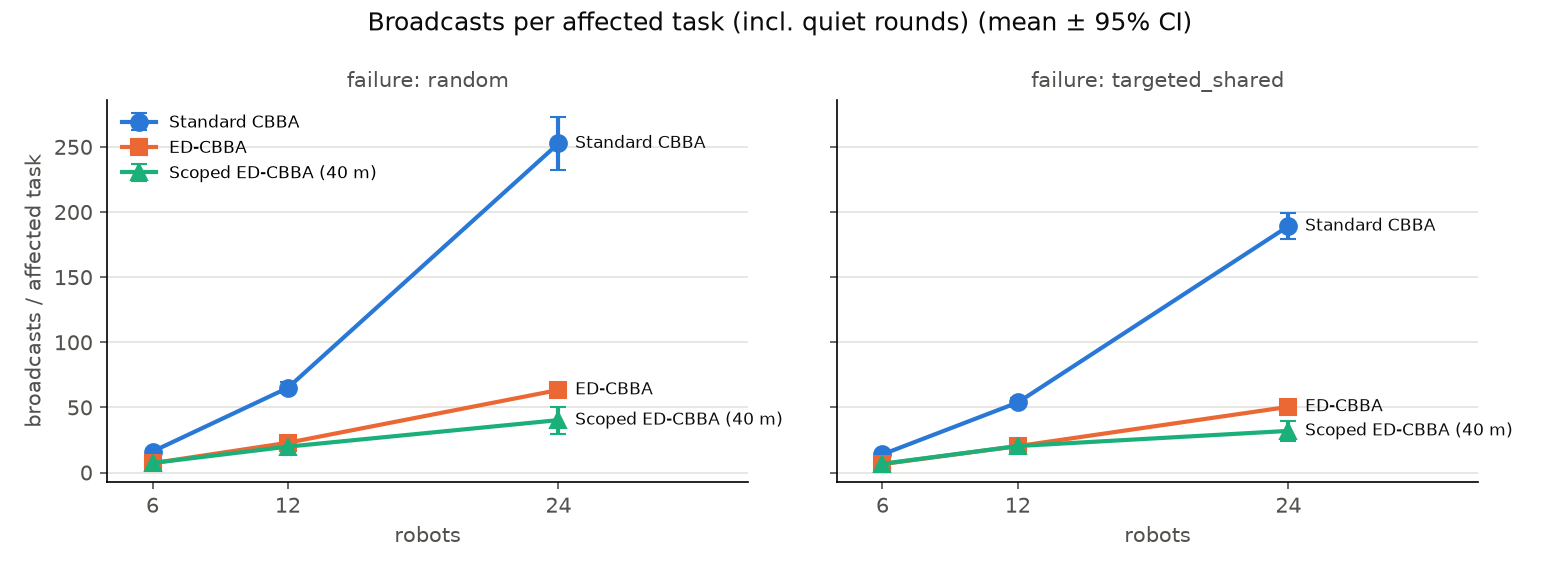 Broadcasts per affected task (incl. quiet rounds) (mean ± 95% CI)
failure: random
failure: targeted_shared
broadcasts / affected task
250
200
150
100
50
0
Standard CBBA
ED-CBBA
Scoped ED-CBBA (40 m)
Standard CBBA
ED-CBBA
Scoped ED-CBBA (40 m)
6 12 24
robots
Standard CBBA
ED-CBBA
Scoped ED-CBBA (40 m)
6 12 24
robots